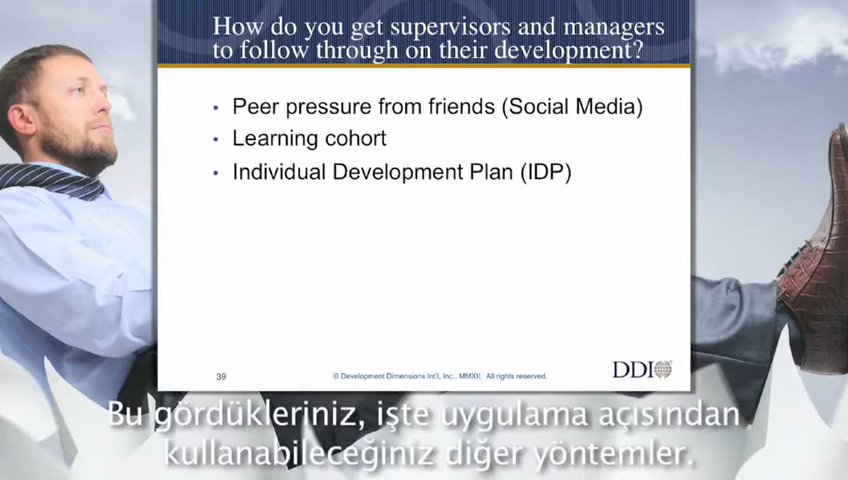 How do you get supervisors and managers
to follow through on their development?
• Peer pressure from friends (Social Media)
• Learning cohort
• Individual Development Plan (IDP)
39
© Development Dimensions Int'l, Inc., MMXII. All rights reserved.
DDI
Bu gördükleriniz, işte uygulama açısından
kullanabileceğiniz diğer yöntemler.